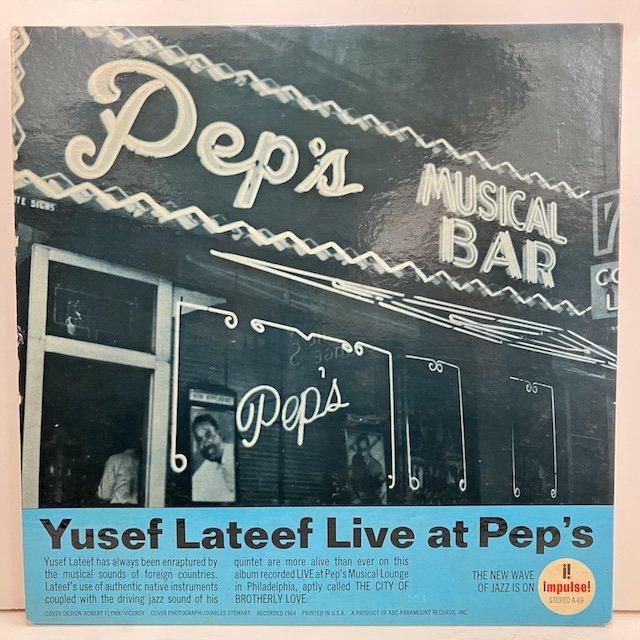 Pep's
MUSICAL
BAR
TE SIGNS
Pep's
NOW APPEARING
Yusef Lateef Live at Pep's
Yusef Lateef has always been enraptured by
the musical sounds of foreign countries.
Lateef's use of authentic native instruments
coupled with the driving jazz sound of his
quintet are more alive than ever on this
album recorded LIVE at Pep's Musical Lounge
in Philadelphia, aptly called THE CITY OF
BROTHERLY LOVE.
THE NEW WAVE
OF JAZZ IS ON
i!
impulse!
STEREO A-69
COVER DESIGN: ROBERT FLYNN/VICEROY COVER PHOTOGRAPH: CHARLES STEWART RECORDED 1964 PRINTED IN U.S.A. A PRODUCT OF ABC-PARAMOUNT RECORDS, INC.